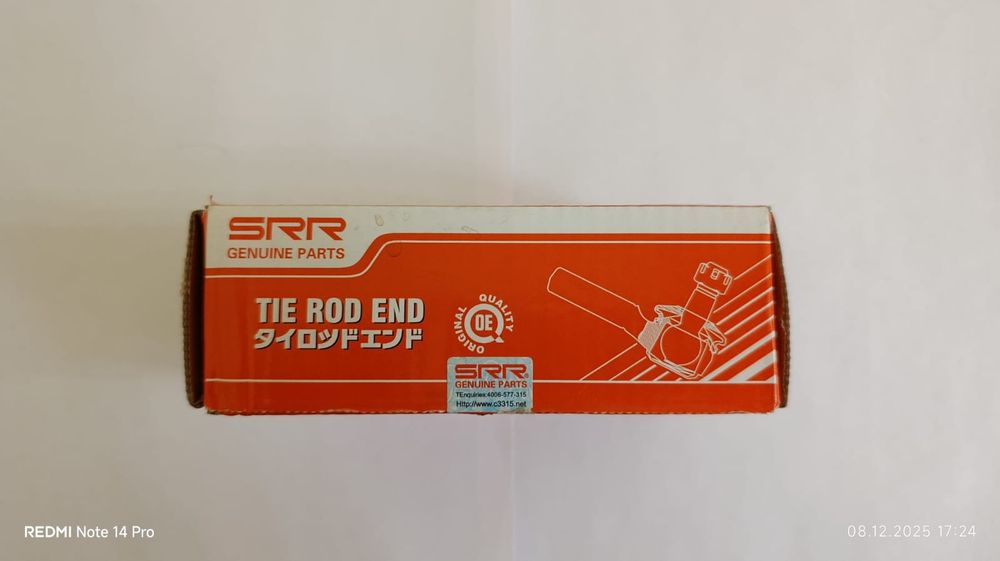 SRR
GENUINE PARTS
TIE ROD END
タイロッドエンド
ORIGINAL QUALITY
OE
SRR®
GENUINE PARTS
TEnquiries:4006-577-315
Http://www.c3315.net
REDMI Note 14 Pro
08.12.2025 17:24